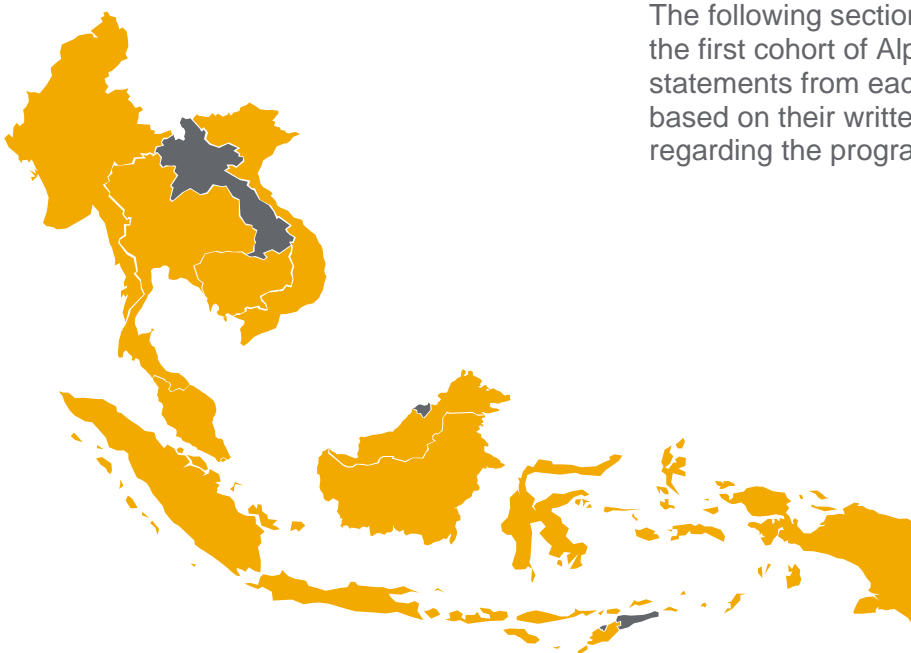 The following section
the first cohort of Alp
statements from eac
based on their writte
regarding the progra